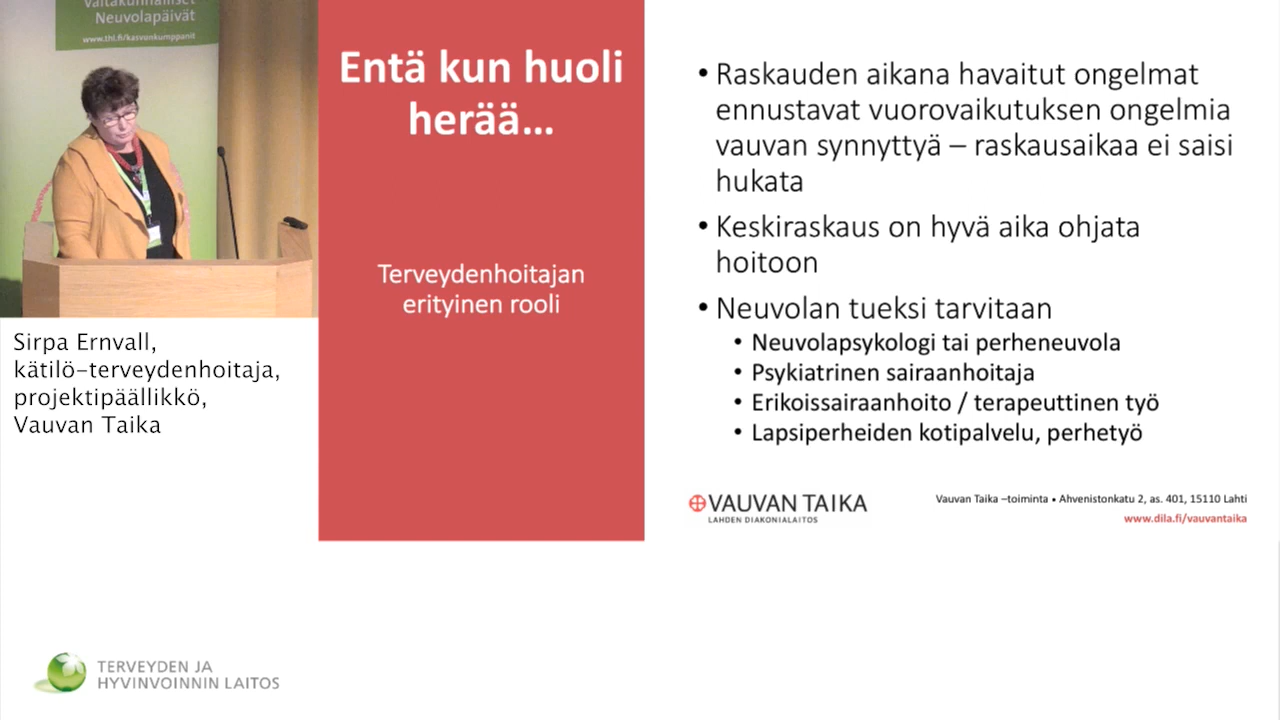 Valtakunnalliset
Neuvolapäivät
www.thl.fi/kasvunkumppanit
Sirpa Ernvall,
kätilö-terveydenhoitaja,
projektipäällikkö,
Vauvan Taika
Entä kun huoli
herää...
Terveydenhoitajan
erityinen rooli
• Raskauden aikana havaitut ongelmat
ennustavat vuorovaikutuksen ongelmia
vauvan synnyttyä – raskausaikaa ei saisi
hukata
• Keskiraskaus on hyvä aika ohjata
hoitoon
• Neuvolan tueksi tarvitaan
• Neuvolapsykologi tai perheneuvola
• Psykiatrinen sairaanhoitaja
• Erikoissairaanhoito / terapeuttinen työ
• Lapsiperheiden kotipalvelu, perhetyö
VAUVAN TAIKA
LAHDEN DIAKONIALAITOS
Vauvan Taika –toiminta • Ahvenistonkatu 2, as. 401, 15110 Lahti
www.dila.fi/vauvantaika
TERVEYDEN JA
HYVINVOINNIN LAITOS